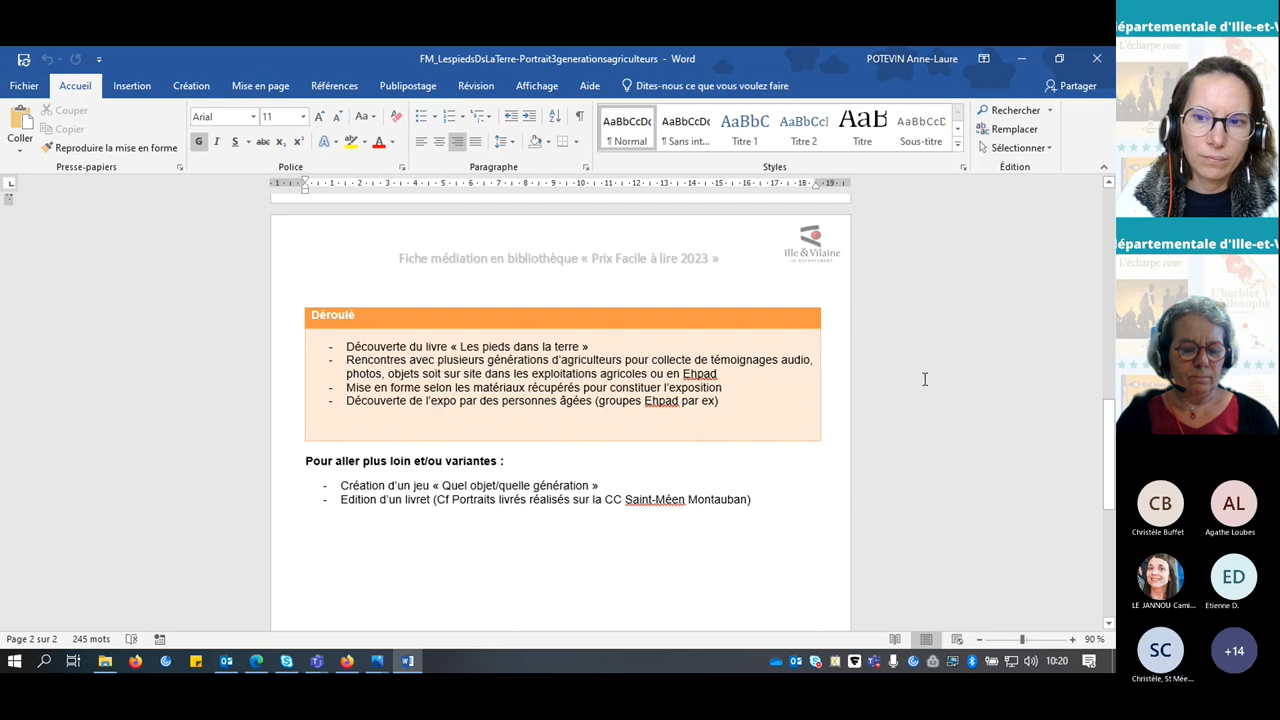 FM_LespiedsDsLaTerre-Portrait3generationsagriculteurs - Word
POTEVIN Anne-Laure
Fichier Accueil Insertion Création Mise en page Références Publipostage Révision Affichage Aide Dites-nous ce que vous voulez faire Partager
Coller
Couper
Copier
Reproduire la mise en forme
Presse-papiers
Arial 11
Police
Paragraphe
AaBbCcDc AaBbCcDc AaBbC AaBbCcI AaB AaBbCcD
¶ Normal ¶ Sans int... Titre 1 Titre 2 Titre Sous-titre
Styles
Rechercher
Remplacer
Sélectionner
Édition
Fiche médiation en bibliothèque « Prix Facile à lire 2023 »
Ille & Vilaine
LE DÉPARTEMENT
Déroulé
- Découverte du livre « Les pieds dans la terre »
- Rencontres avec plusieurs générations d'agriculteurs pour collecte de témoignages audio,
photos, objets soit sur site dans les exploitations agricoles ou en Ehpad
- Mise en forme selon les matériaux récupérés pour constituer l'exposition
- Découverte de l'expo par des personnes âgées (groupes Ehpad par ex)
Pour aller plus loin et/ou variantes :
- Création d'un jeu « Quel objet/quelle génération »
- Edition d'un livret (Cf Portraits livrés réalisés sur la CC Saint-Méen Montauban)
Page 2 sur 2 245 mots
90 %
10:20
épartementale d'Ille-et-V
L'écharpe rose
épartementale d'Ille-et-V
L'écharpe rose
L'herbier
philosophe
CB
Christèle Buffet
AL
Agathe Loubes
LE JANNOU Cami...
ED
Etienne D.
SC
Christèle, St Mée...
+14